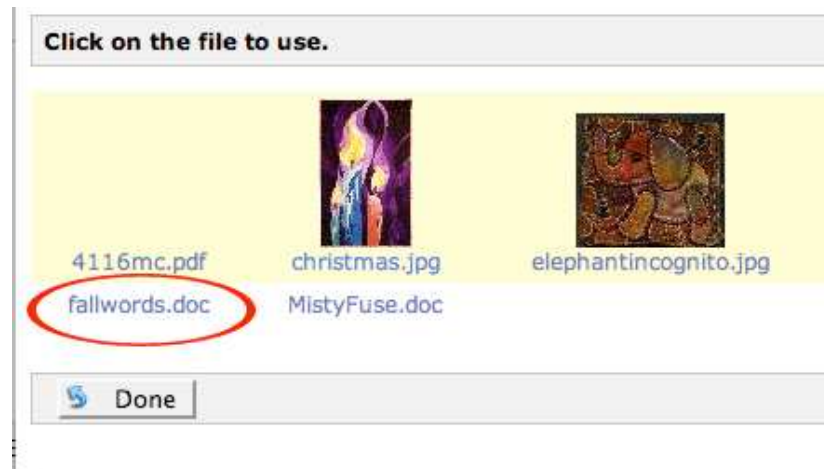 Click on the file to use.
4116mc.pdf christmas.jpg elephantincognito.jpg
fallwords.doc MistyFuse.doc
Done